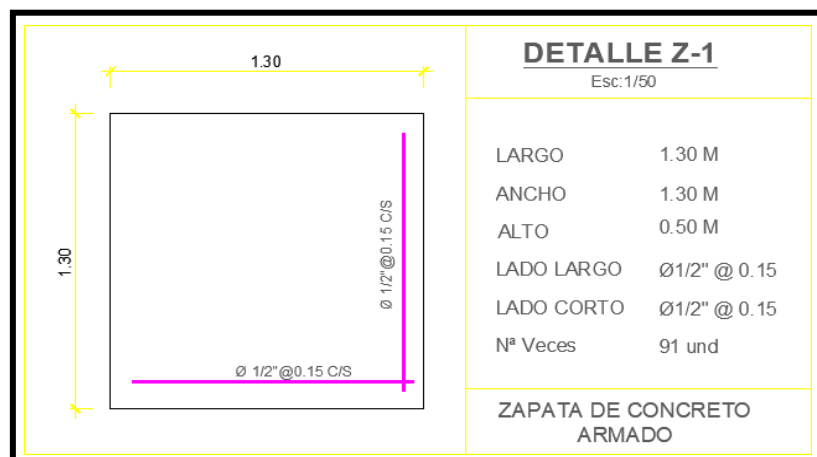 1.30
1.30
Ø 1/2"@0.15 C/S
Ø 1/2"@0.15 C/S
DETALLE Z-1
Esc:1/50
LARGO 1.30 M
ANCHO 1.30 M
ALTO 0.50 M
LADO LARGO Ø1/2" @ 0.15
LADO CORTO Ø1/2" @ 0.15
Nª Veces 91 und
ZAPATA DE CONCRETO
ARMADO